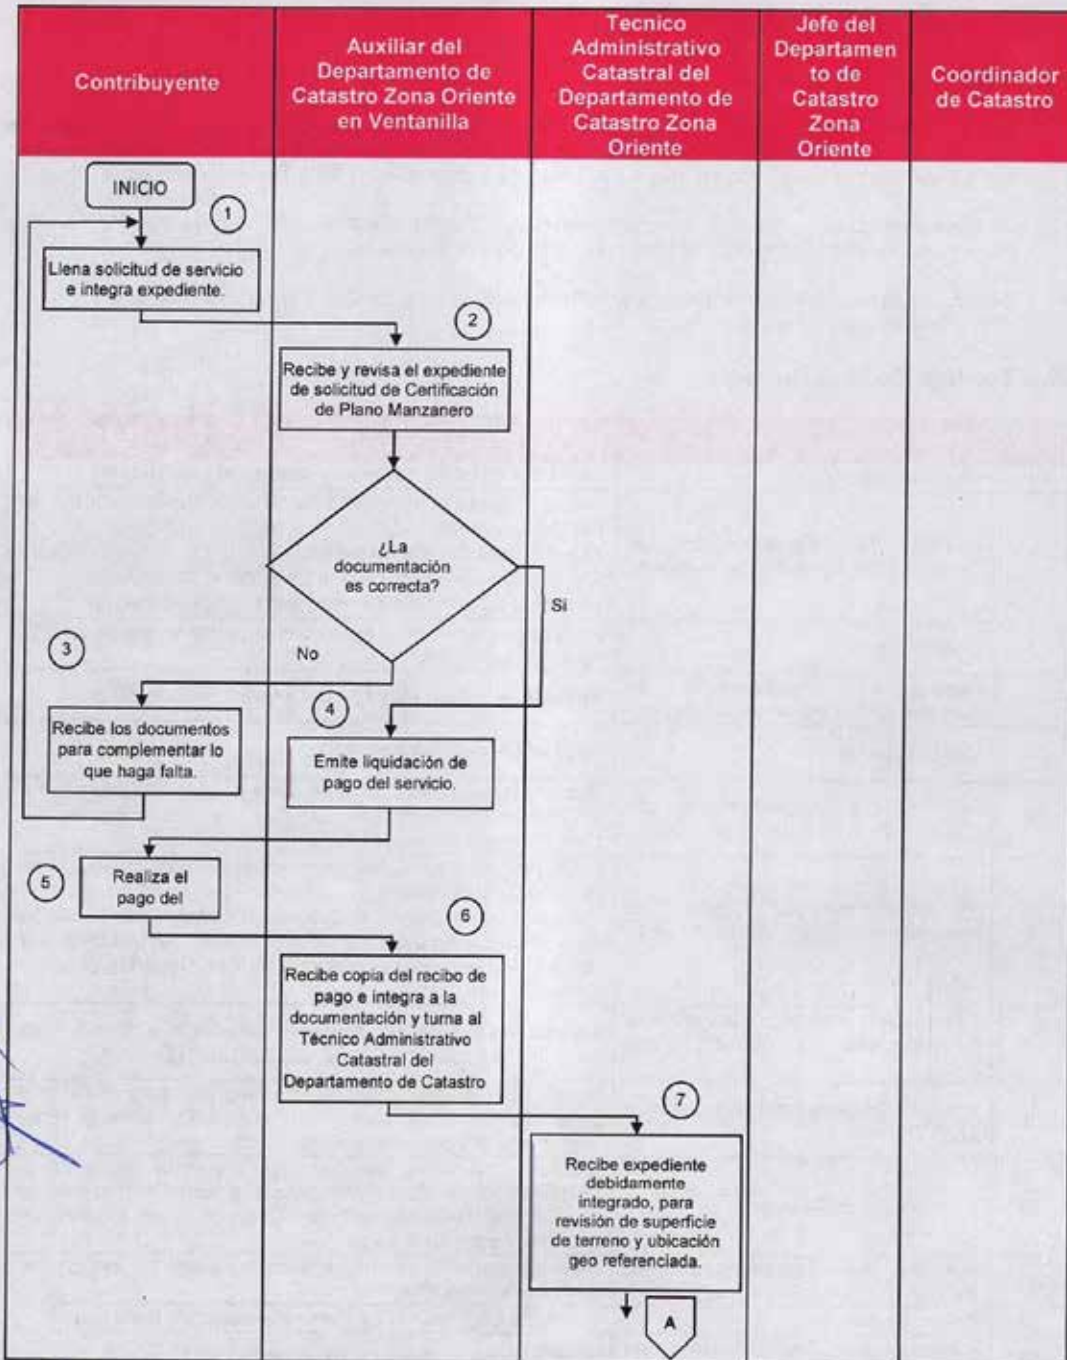 Contribuyente
Auxiliar del
Departamento de
Catastro Zona Oriente
en Ventanilla
Tecnico
Administrativo
Catastral del
Departamento de
Catastro Zona
Oriente
Jefe del
Departamen
to de
Catastro
Zona
Oriente
Coordinador
de Catastro
INICIO
1
Llena solicitud de servicio
e integra expediente.
2
Recibe y revisa el expediente
de solicitud de Certificación
de Plano Manzanero
¿La
documentación
es correcta?
Si
No
3
Recibe los documentos
para complementar lo
que haga falta.
4
Emite liquidación de
pago del servicio.
5
Realiza el
pago del
6
Recibe copia del recibo de
pago e integra a la
documentación y turna al
Técnico Administrativo
Catastral del
Departamento de Catastro
7
Recibe expediente
debidamente
integrado, para
revisión de superficie
de terreno y ubicación
geo referenciada.
A